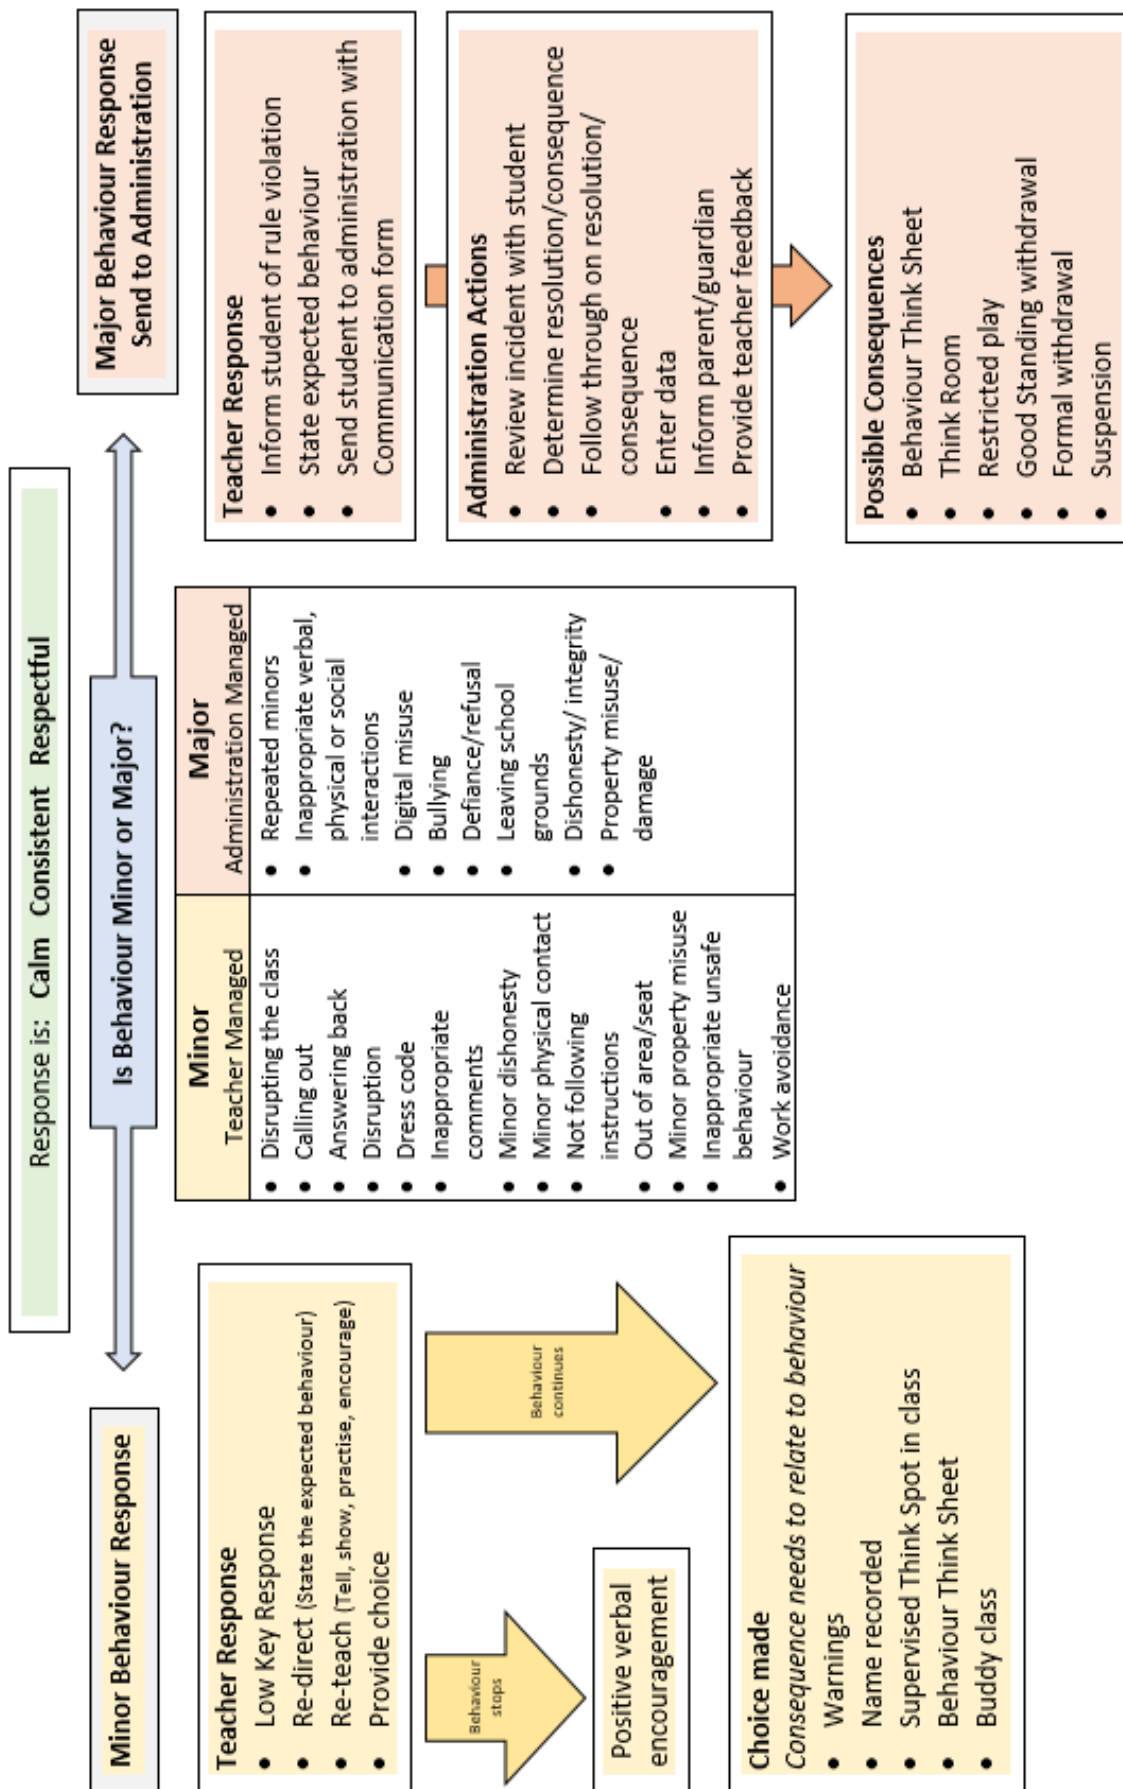 Response is: Calm Consistent Respectful
Is Behaviour Minor or Major?
Minor Behaviour Response
Teacher Response
● Low Key Response
● Re-direct (State the expected behaviour)
● Re-teach (Tell, show, practise, encourage)
● Provide choice
Behaviour
stops
Behaviour
continues
Positive verbal
encouragement
Choice made
Consequence needs to relate to behaviour
● Warnings
● Name recorded
● Supervised Think Spot in class
● Behaviour Think Sheet
● Buddy class
Minor
Teacher Managed
● Disrupting the class
● Calling out
● Answering back
● Disruption
● Dress code
● Inappropriate
comments
● Minor dishonesty
● Minor physical contact
● Not following
instructions
● Out of area/seat
● Minor property misuse
● Inappropriate unsafe
behaviour
● Work avoidance
Major
Administration Managed
● Repeated minors
● Inappropriate verbal,
physical or social
interactions
● Digital misuse
● Bullying
● Defiance/refusal
● Leaving school
grounds
● Dishonesty/ integrity
● Property misuse/
damage
Major Behaviour Response
Send to Administration
Teacher Response
● Inform student of rule violation
● State expected behaviour
● Send student to administration with
Communication form
Administration Actions
● Review incident with student
● Determine resolution/consequence
● Follow through on resolution/
consequence
● Enter data
● Inform parent/guardian
● Provide teacher feedback
Possible Consequences
● Behaviour Think Sheet
● Think Room
● Restricted play
● Good Standing withdrawal
● Formal withdrawal
● Suspension